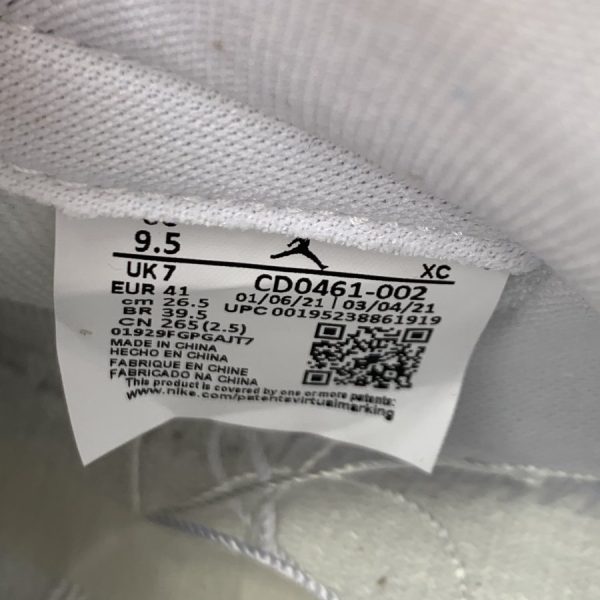 9.5
UK 7
EUR 41
cm 26.5
BR 39.5
CN 265 (2.5)
01929FGPGAJT7
XC
CD0461-002
01/06/21 | 03/04/21
UPC 00195238861919
MADE IN CHINA
HECHO EN CHINA
FABRIQUE EN CHINE
FABRICADO NA CHINA
This product is covered by one or more patents:
www.nike.com/patentsvirtualmarking